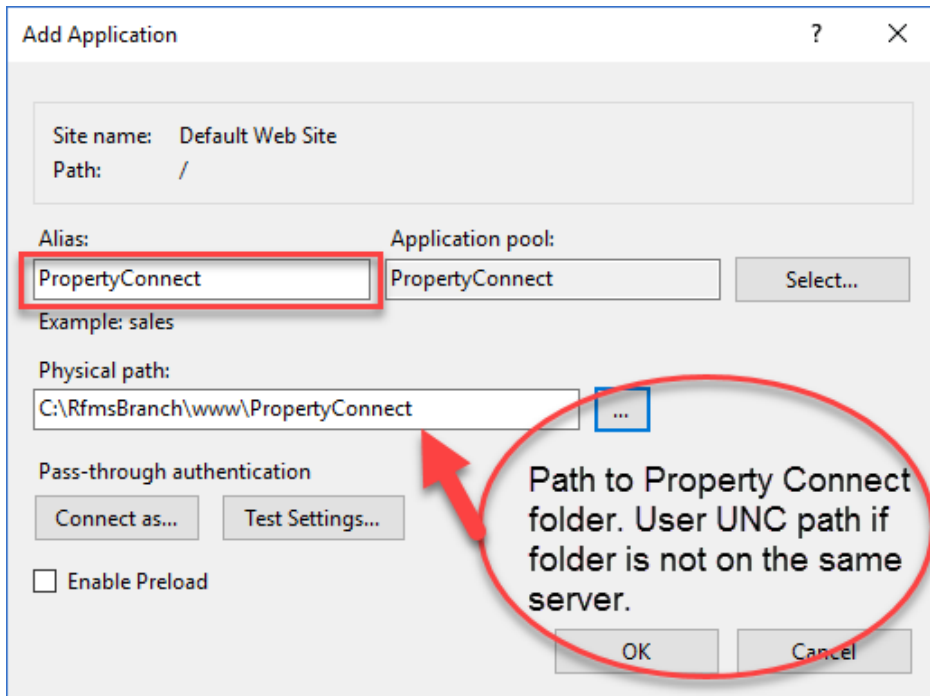 Add Application
?
Site name: Default Web Site
Path: /
Alias:
Application pool:
PropertyConnect
PropertyConnect
Select...
Example: sales
Physical path:
C:\RfmsBranch\www\PropertyConnect
...
Pass-through authentication
Connect as...
Test Settings...
Enable Preload
Path to Property Connect
folder. User UNC path if
folder is not on the same
server.
OK
Cancel